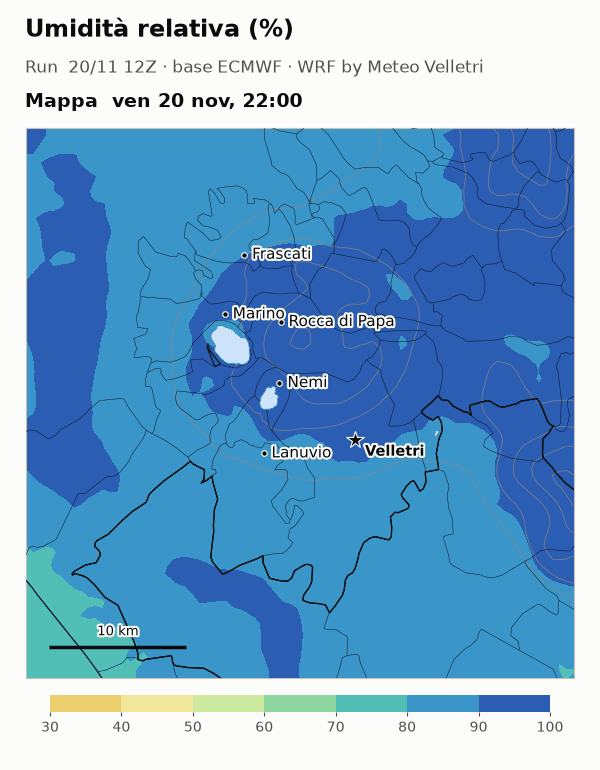 Umidità relativa (%)
Run  20/11 12Z · base ECMWF · WRF by Meteo Velletri
Mappa  ven 20 nov, 22:00
Frascati
Marino
Rocca di Papa
Nemi
Lanuvio
Velletri
10 km
30 40 50 60 70 80 90 100